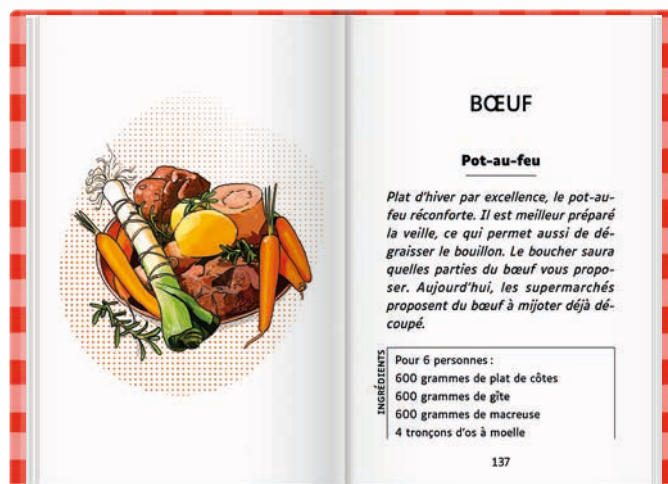 BŒUF
Pot-au-feu
Plat d'hiver par excellence, le pot-au-
feu réconforte. Il est meilleur préparé
la veille, ce qui permet aussi de dé-
graisser le bouillon. Le boucher saura
quelles parties du bœuf vous propo-
ser. Aujourd'hui, les supermarchés
proposent du bœuf à mijoter déjà dé-
coupé.
INGRÉDIENTS
Pour 6 personnes :
600 grammes de plat de côtes
600 grammes de gîte
600 grammes de macreuse
4 tronçons d'os à moelle
137